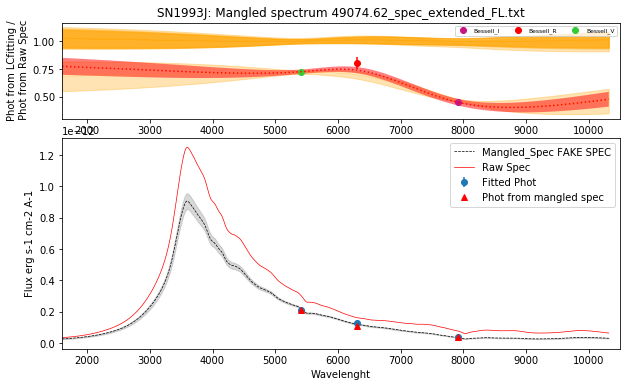 SN1993J: Mangled spectrum 49074.62_spec_extended_FL.txt
Phot from LCfitting /
Phot from Raw Spec
1.00
0.75
0.50
Bessell_I
Bessell_R
Bessell_V
2000 3000 4000 5000 6000 7000 8000 9000 10000
1e−12
Flux erg s-1 cm-2 A-1
1.2
1.0
0.8
0.6
0.4
0.2
0.0
Mangled_Spec FAKE SPEC
Raw Spec
Fitted Phot
Phot from mangled spec
2000 3000 4000 5000 6000 7000 8000 9000 10000
Wavelenght